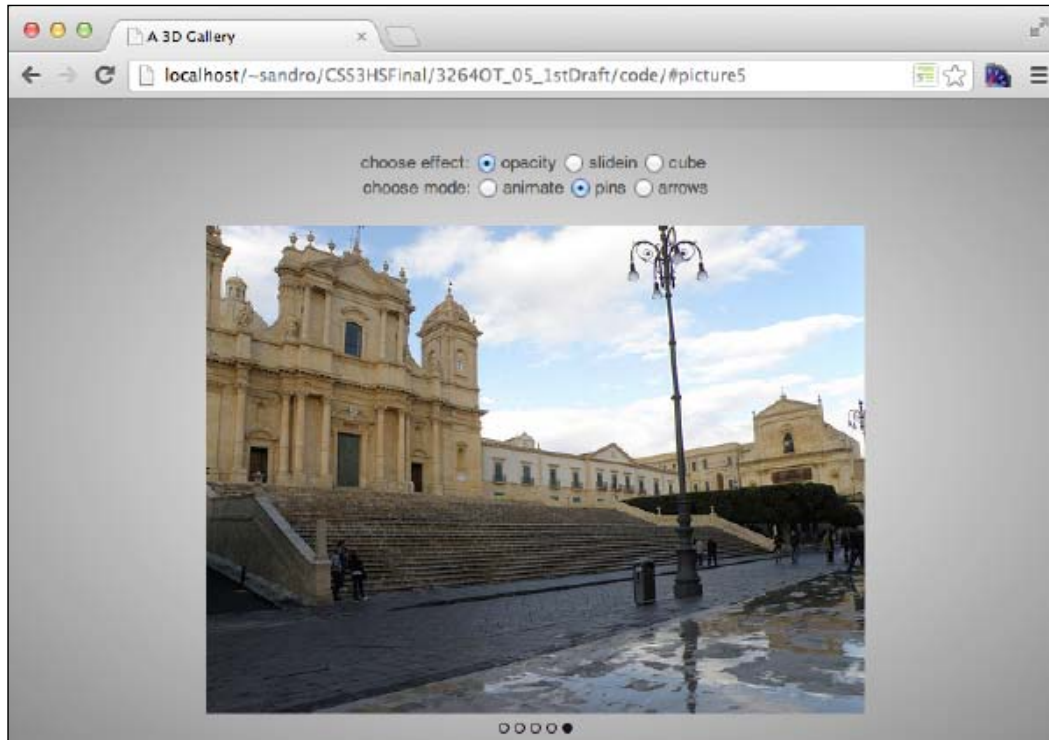 A 3D Gallery
localhost/~sandro/CSS3HSFinal/3264OT_05_1stDraft/code/#picture5
choose effect: opacity slidein cube
choose mode: animate pins arrows